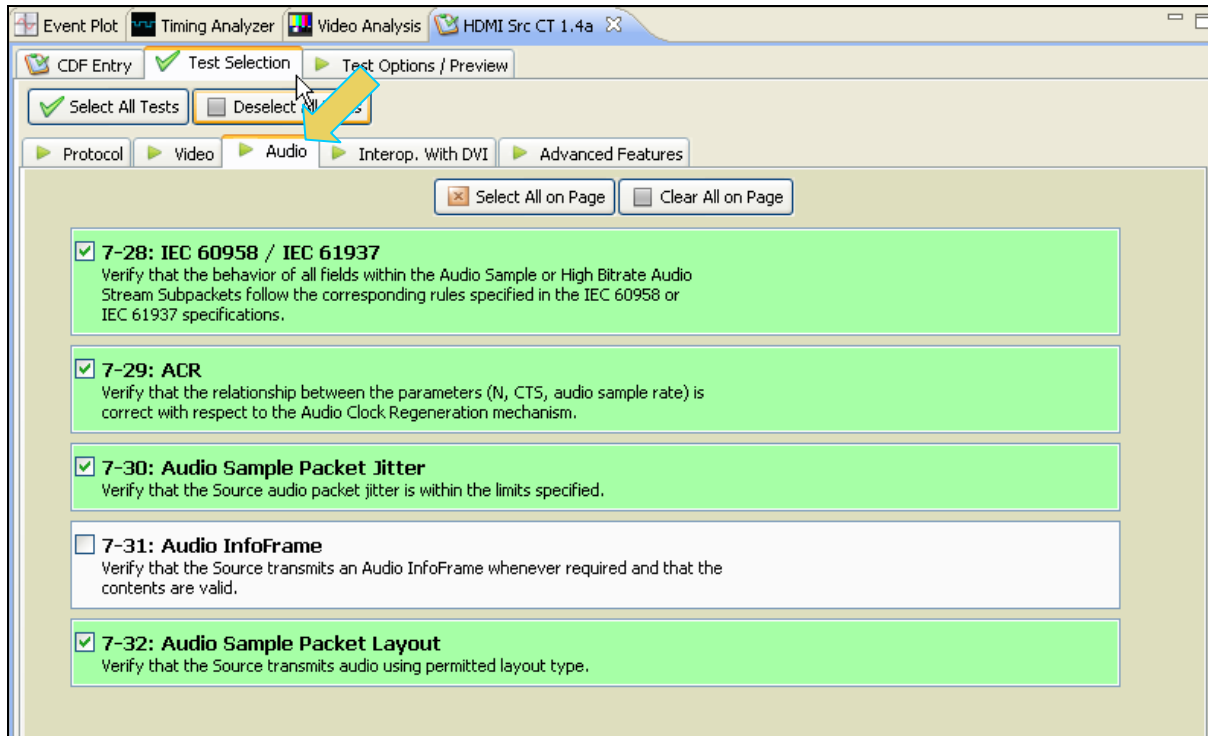 Event Plot Timing Analyzer Video Analysis HDMI Src CT 1.4a
CDF Entry Test Selection Test Options / Preview
Select All Tests Deselect
Protocol Video Audio Interop. With DVI Advanced Features
Select All on Page Clear All on Page
7-28: IEC 60958 / IEC 61937
Verify that the behavior of all fields within the Audio Sample or High Bitrate Audio
Stream Subpackets follow the corresponding rules specified in the IEC 60958 or
IEC 61937 specifications.
7-29: ACR
Verify that the relationship between the parameters (N, CTS, audio sample rate) is
correct with respect to the Audio Clock Regeneration mechanism.
7-30: Audio Sample Packet Jitter
Verify that the Source audio packet jitter is within the limits specified.
7-31: Audio InfoFrame
Verify that the Source transmits an Audio InfoFrame whenever required and that the
contents are valid.
7-32: Audio Sample Packet Layout
Verify that the Source transmits audio using permitted layout type.